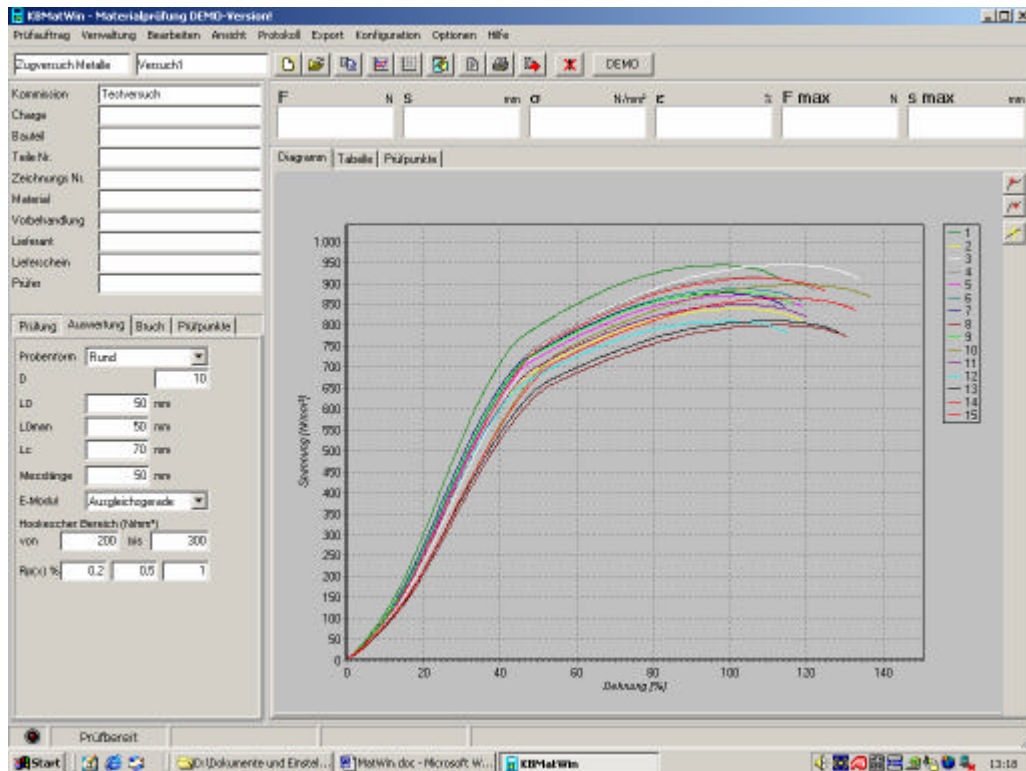 KBMatWin - Materialprüfung DEMO-Version!
Prüfauftrag Verwaltung Bearbeiten Ansicht Protokoll Export Konfiguration Optionen Hilfe
Zugversuch Metalle Versuch1 DEMO
Kommission Testversuch
Charge
Bauteil
Teile Nr.
Zeichnungs Nr.
Material
Vorbehandlung
Lieferant
Lieferschein
Prüfer
F N S mm σ N/mm² ε % F max N S max mm
Diagramm Tabelle Prüfpunkte
Prüfung Auswertung Bruch Prüfpunkte
Probenform Rund
D 10
L0 50 mm
L0nen 50 mm
Lc 70 mm
Messlänge 50 mm
E-Modul Ausgleichsgerade
Hookescher Bereich (N/mm²)
von 200 bis 300
Rp(x) % 0,2 0,5 1
Spannung [N/mm²]
1.000
950
900
850
800
750
700
650
600
550
500
450
400
350
300
250
200
150
100
50
0
0 20 40 60 80 100 120 140
Dehnung [%]
1
2
3
4
5
6
7
8
9
10
11
12
13
14
15
Prüfbereit
Start D:\Dokumente und Einstel... MatWin.doc - Microsoft W... KBMatWin 13:18